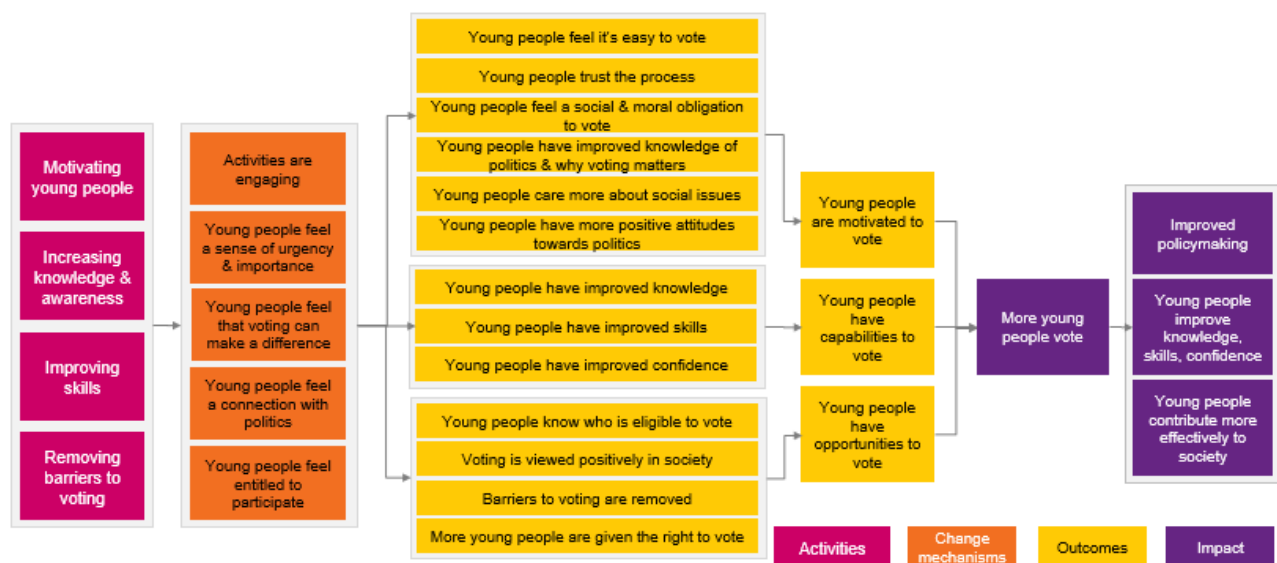 Motivating
young people
Increasing
knowledge &
awareness
Improving
skills
Removing
barriers to
voting
Activities are
engaging
Young people feel
a sense of urgency
& importance
Young people feel
that voting can
make a difference
Young people feel
a connection with
politics
Young people feel
entitled to
participate
Young people feel it's easy to vote
Young people trust the process
Young people feel a social & moral obligation
to vote
Young people have improved knowledge of
politics & why voting matters
Young people care more about social issues
Young people have more positive attitudes
towards politics
Young people have improved knowledge
Young people have improved skills
Young people have improved confidence
Young people know who is eligible to vote
Voting is viewed positively in society
Barriers to voting are removed
More young people are given the right to vote
Young people
are motivated to
vote
Young people
have
capabilities to
vote
Young people
have
opportunities to
vote
More young
people vote
Improved
policymaking
Young people
improve
knowledge,
skills, confidence
Young people
contribute more
effectively to
society
Activities
Change
mechanisms
Outcomes
Impact